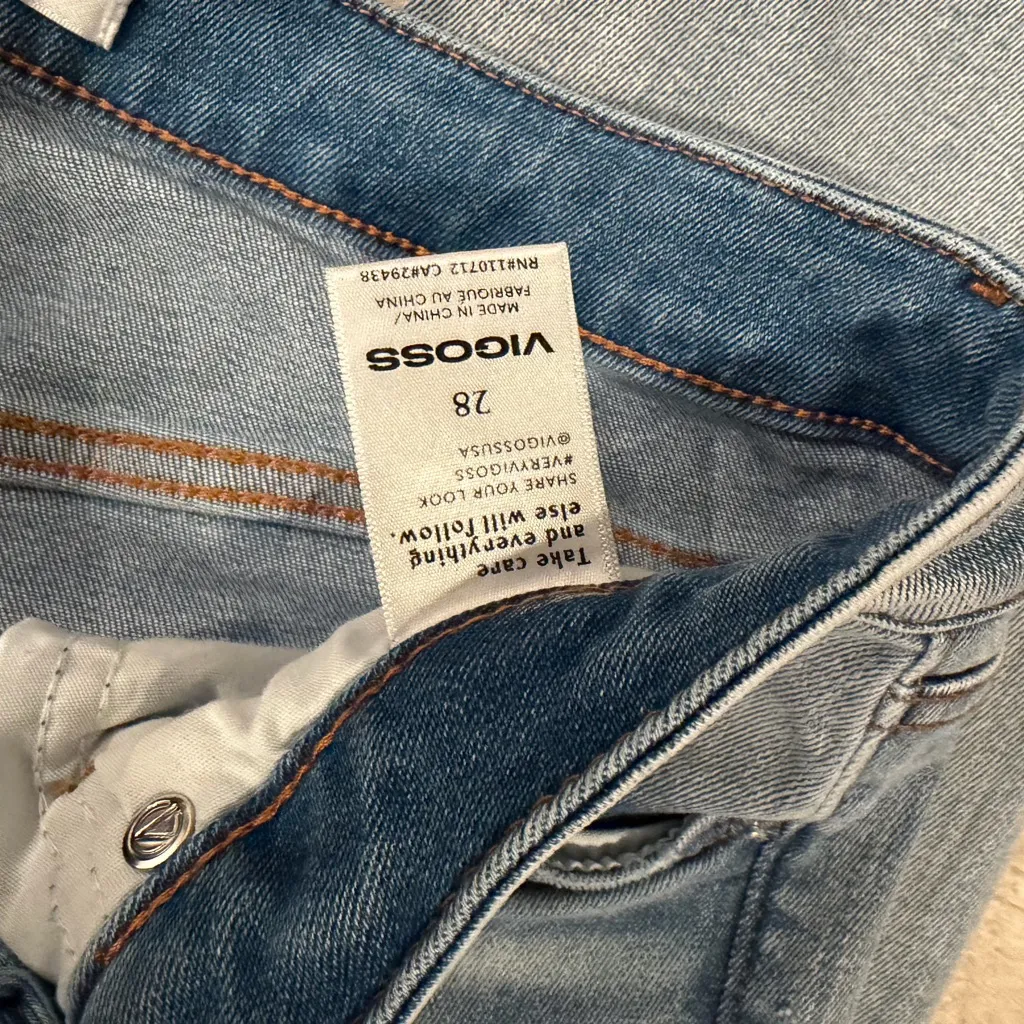 Take care
and everything
else will follow.
SHARE YOUR LOOK
#VERYVIGOSS
@VIGOSSUSA
28
VIGOSS
MADE IN CHINA/
FABRIQUÉ AU CHINA
RN#110712 CA#29438